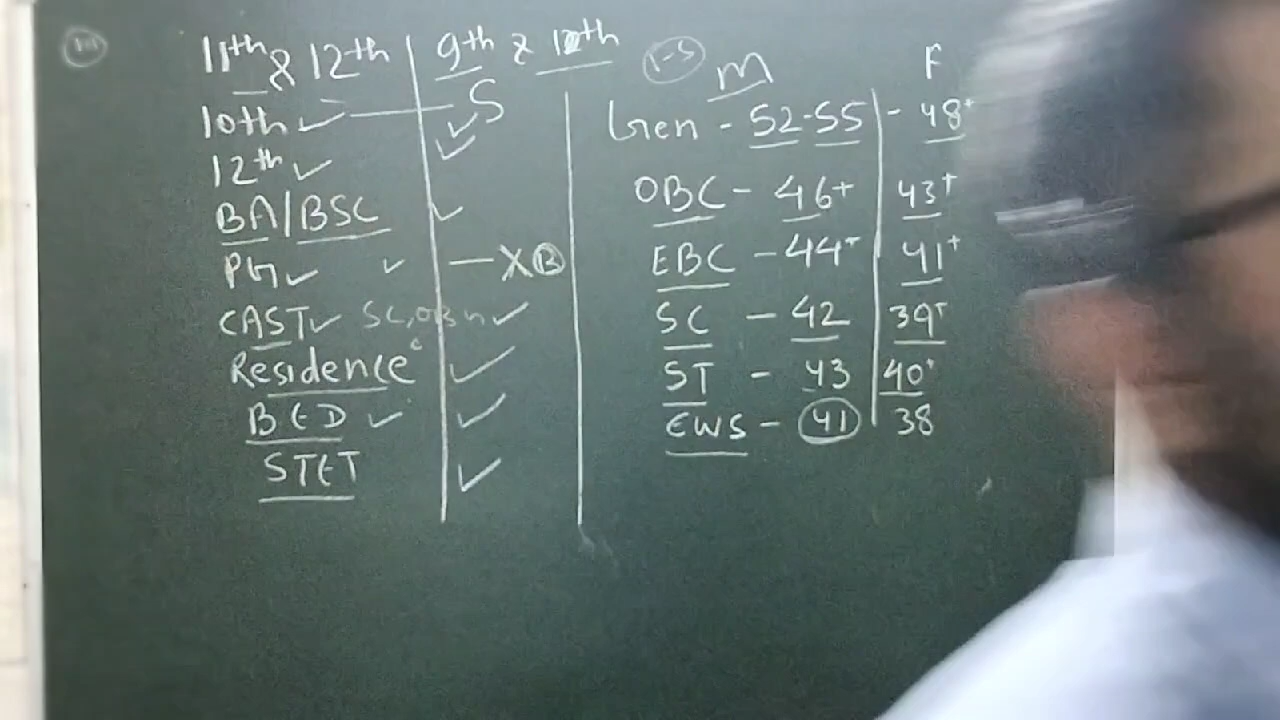 11th & 12th
9th & 10th
10th ✓ — S
✓
12th ✓ ✓
BA/BSC ✓
PG ✓ ✓ — X B
CAST ✓ SC, ✓
Residence ✓
BED ✓ ✓
STET ✓
1-5
M F
Gen - 52-55 - 48+
OBC - 46+ 43+
EBC - 44+ 41+
SC - 42 39+
ST - 43 40+
EWS - 41 38